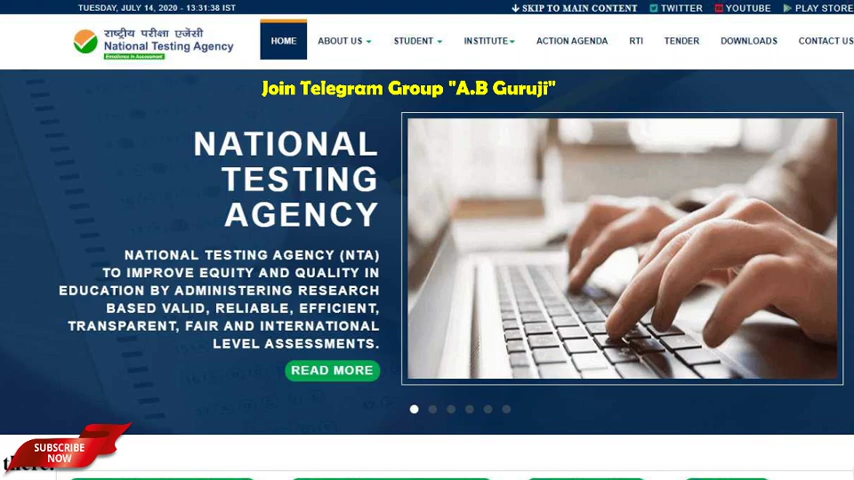 TUESDAY, JULY 14, 2020 - 13:31:38 IST
SKIP TO MAIN CONTENT TWITTER YOUTUBE PLAY STORE
राष्ट्रीय परीक्षा एजेंसी
National Testing Agency
Excellence in Assessment
HOME ABOUT US STUDENT INSTITUTE ACTION AGENDA RTI TENDER DOWNLOADS CONTACT US
Join Telegram Group "A.B Guruji"
NATIONAL
TESTING
AGENCY
NATIONAL TESTING AGENCY (NTA)
TO IMPROVE EQUITY AND QUALITY IN
EDUCATION BY ADMINISTERING RESEARCH
BASED VALID, RELIABLE, EFFICIENT,
TRANSPARENT, FAIR AND INTERNATIONAL
LEVEL ASSESSMENTS.
READ MORE
SUBSCRIBE
NOW